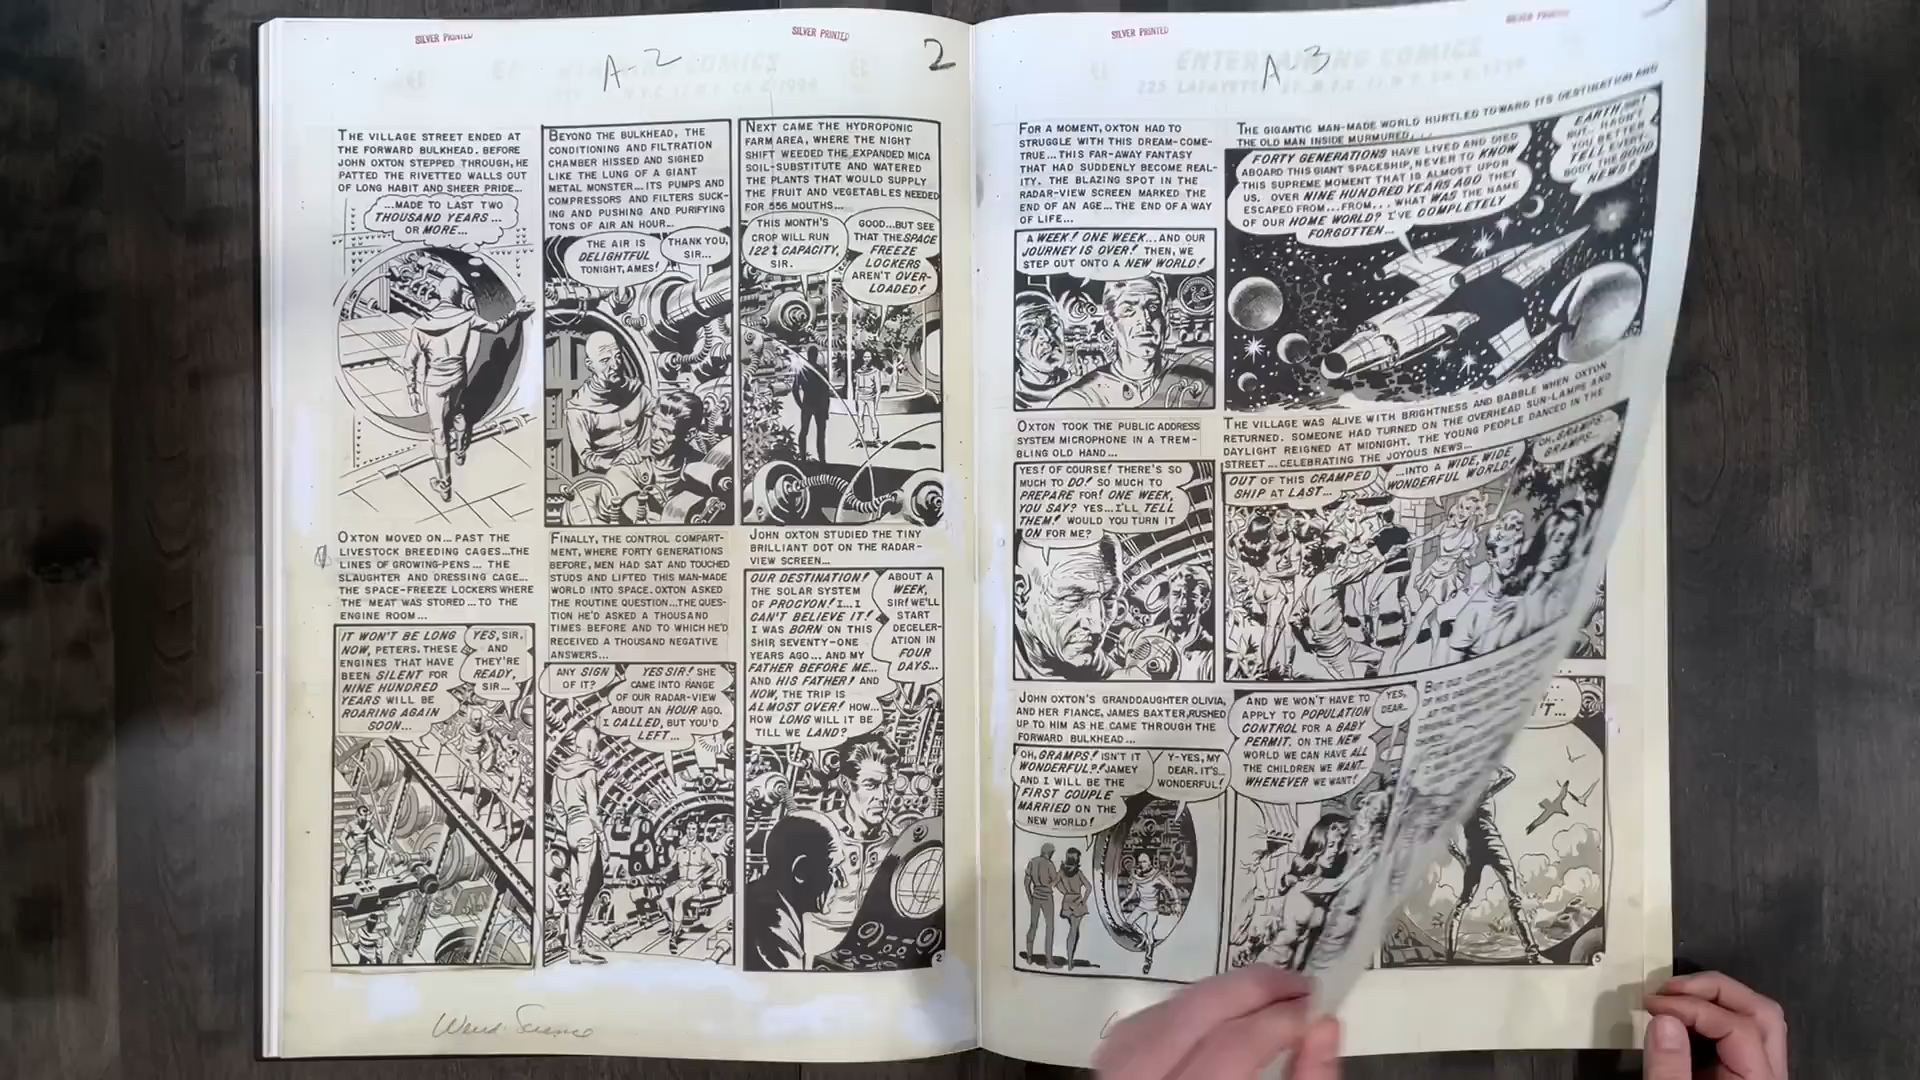 SILVER PRINTED
SILVER PRINTED
A-2
2
THE VILLAGE STREET ENDED AT
THE FORWARD BULKHEAD. BEFORE
JOHN OXTON STEPPED THROUGH, HE
PATTED THE RIVETTED WALLS OUT
OF LONG HABIT AND SHEER PRIDE...
...MADE TO LAST TWO
THOUSAND YEARS...
OR MORE...
BEYOND THE BULKHEAD, THE
CONDITIONING AND FILTRATION
CHAMBER HISSED AND SIGHED
LIKE THE LUNG OF A GIANT
METAL MONSTER... ITS PUMPS AND
COMPRESSORS AND FILTERS SUCK-
ING AND PUSHING AND PURIFYING
TONS OF AIR AN HOUR...
THE AIR IS
DELIGHTFUL
TONIGHT, AMES!
THANK YOU,
SIR...
NEXT CAME THE HYDROPONIC
FARM AREA, WHERE THE NIGHT
SHIFT WEEDED THE EXPANDED MICA
SOIL-SUBSTITUTE AND WATERED
THE PLANTS THAT WOULD SUPPLY
THE FRUIT AND VEGETABLES NEEDED
FOR 556 MOUTHS...
THIS MONTH'S
CROP WILL RUN
122% CAPACITY,
SIR.
GOOD...BUT SEE
THAT THE SPACE
FREEZE
LOCKERS
AREN'T OVER-
LOADED!
OXTON MOVED ON... PAST THE
LIVESTOCK BREEDING CAGES...THE
LINES OF GROWING-PENS... THE
SLAUGHTER AND DRESSING CAGE...
THE SPACE-FREEZE LOCKERS WHERE
THE MEAT WAS STORED... TO THE
ENGINE ROOM...
IT WON'T BE LONG
NOW, PETERS. THESE
ENGINES THAT HAVE
BEEN SILENT FOR
NINE HUNDRED
YEARS WILL BE
ROARING AGAIN
SOON...
YES, SIR.
AND
THEY'RE
READY,
SIR...
FINALLY, THE CONTROL COMPART-
MENT, WHERE FORTY GENERATIONS
BEFORE, MEN HAD SAT AND TOUCHED
STUDS AND LIFTED THIS MAN-MADE
WORLD INTO SPACE. OXTON ASKED
THE ROUTINE QUESTION...THE QUES-
TION HE'D ASKED A THOUSAND
TIMES BEFORE AND TO WHICH HE'D
RECEIVED A THOUSAND NEGATIVE
ANSWERS...
ANY SIGN
OF IT?
YES SIR! SHE
CAME INTO RANGE
OF OUR RADAR-VIEW
ABOUT AN HOUR AGO.
I CALLED, BUT YOU'D
LEFT...
JOHN OXTON STUDIED THE TINY
BRILLIANT DOT ON THE RADAR-
VIEW SCREEN...
OUR DESTINATION!
THE SOLAR SYSTEM
OF PROCYON! I...I
CAN'T BELIEVE IT!
I WAS BORN ON THIS
SHIP, SEVENTY-ONE
YEARS AGO... AND MY
FATHER BEFORE ME...
AND HIS FATHER! AND
NOW, THE TRIP IS
ALMOST OVER! HOW...
HOW LONG WILL IT BE
TILL WE LAND?
ABOUT A
WEEK,
SIR! WE'LL
START
DECELER-
ATION IN
FOUR
DAYS...
2
Weird Science
SILVER PRINTED
SILVER PRINTED
ENTERTAINING COMICS
A-3
225 LAFAYETTE
FOR A MOMENT, OXTON HAD TO
STRUGGLE WITH THIS DREAM-COME-
TRUE... THIS FAR-AWAY FANTASY
THAT HAD SUDDENLY BECOME REAL-
ITY. THE BLAZING SPOT IN THE
RADAR-VIEW SCREEN MARKED THE
END OF AN AGE... THE END OF A WAY
OF LIFE...
A WEEK! ONE WEEK...AND OUR
JOURNEY IS OVER! THEN, WE
STEP OUT ONTO A NEW WORLD!
THE GIGANTIC MAN-MADE WORLD HURTLED TOWARD ITS DESTINATION AND
THE OLD MAN INSIDE MURMURED...
FORTY GENERATIONS HAVE LIVED AND DIED
ABOARD THIS GIANT SPACESHIP, NEVER TO KNOW
THIS SUPREME MOMENT THAT IS ALMOST UPON
US. OVER NINE HUNDRED YEARS AGO THEY
ESCAPED FROM...FROM... WHAT WAS THE NAME
OF OUR HOME WORLD? I'VE COMPLETELY
FORGOTTEN...
EARTH, SIR!
BUT... HADN'T
YOU BETTER
TELL EVERY-
BODY THE GOOD
NEWS?
OXTON TOOK THE PUBLIC ADDRESS
SYSTEM MICROPHONE IN A TREM-
BLING OLD HAND...
YES! OF COURSE! THERE'S SO
MUCH TO DO! SO MUCH TO
PREPARE FOR! ONE WEEK,
YOU SAY? YES...I'LL TELL
THEM! WOULD YOU TURN IT
ON FOR ME?
THE VILLAGE WAS ALIVE WITH BRIGHTNESS AND BABBLE WHEN OXTON
RETURNED. SOMEONE HAD TURNED ON THE OVERHEAD SUN-LAMPS AND
DAYLIGHT REIGNED AT MIDNIGHT. THE YOUNG PEOPLE DANCED IN THE
STREET...CELEBRATING THE JOYOUS NEWS...
OUT OF THIS CRAMPED
SHIP AT LAST...
...INTO A WIDE, WIDE
WONDERFUL WORLD!
OH, GRAMPS...
GRAMPS...
JOHN OXTON'S GRANDDAUGHTER OLIVIA,
AND HER FIANCE, JAMES BAXTER, RUSHED
UP TO HIM AS HE CAME THROUGH THE
FORWARD BULKHEAD...
OH, GRAMPS! ISN'T IT
WONDERFUL?! JAMEY
AND I WILL BE THE
FIRST COUPLE
MARRIED ON THE
NEW WORLD!
Y-YES, MY
DEAR. IT'S...
WONDERFUL!
AND WE WON'T HAVE TO
APPLY TO POPULATION
CONTROL FOR A BABY
PERMIT. ON THE NEW
WORLD WE CAN HAVE ALL
THE CHILDREN WE WANT...
WHENEVER WE WANT!
YES,
DEAR...
BUT OLD